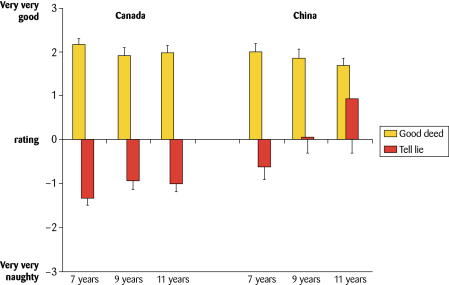 Very very
good
3
Canada
China
2
1
rating
0
Good deed
Tell lie
−1
−2
Very very
naughty
−3
7 years 9 years 11 years 7 years 9 years 11 years